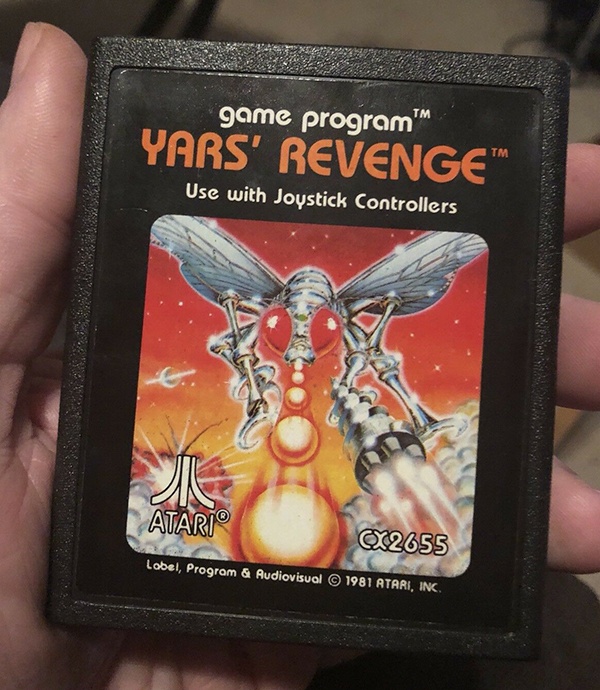 game program™
YARS' REVENGE™
Use with Joystick Controllers
ATARI®
CX2655
Label, Program & Audiovisual © 1981 ATARI, INC.